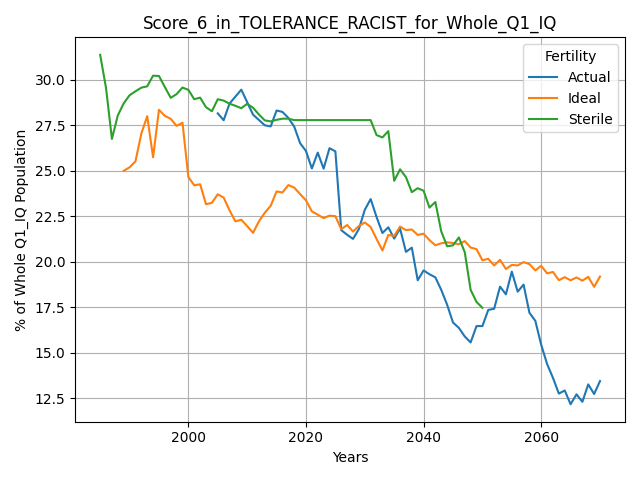 Score_6_in_TOLERANCE_RACIST_for_Whole_Q1_IQ
Fertility
Actual
Ideal
Sterile
% of Whole Q1_IQ Population
30.0
27.5
25.0
22.5
20.0
17.5
15.0
12.5
2000
2020
2040
2060
Years